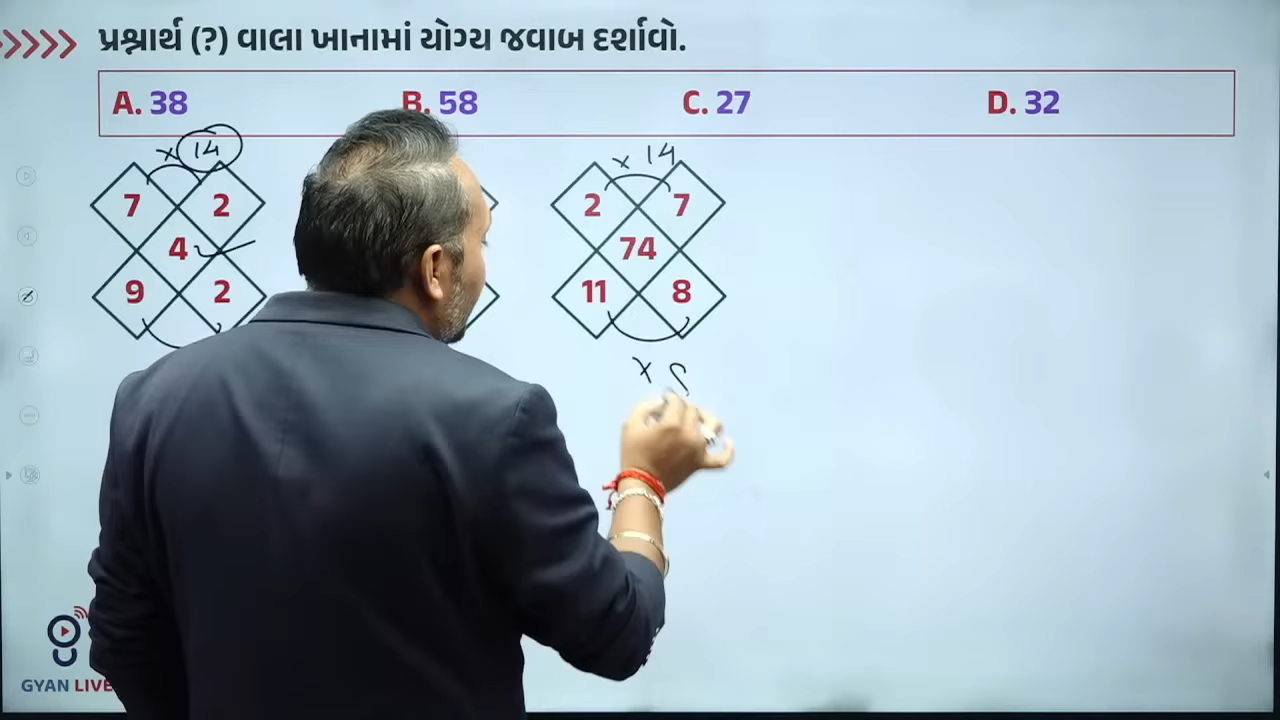 પ્રશ્નાર્થ (?) વાલા ખાનામાં યોગ્ય જવાબ દર્શાવો.
A. 38 B. 58 C. 27 D. 32
x 14 x 14
7 2 2 7
4 74
9 2 11 8
x
GYAN LIVE